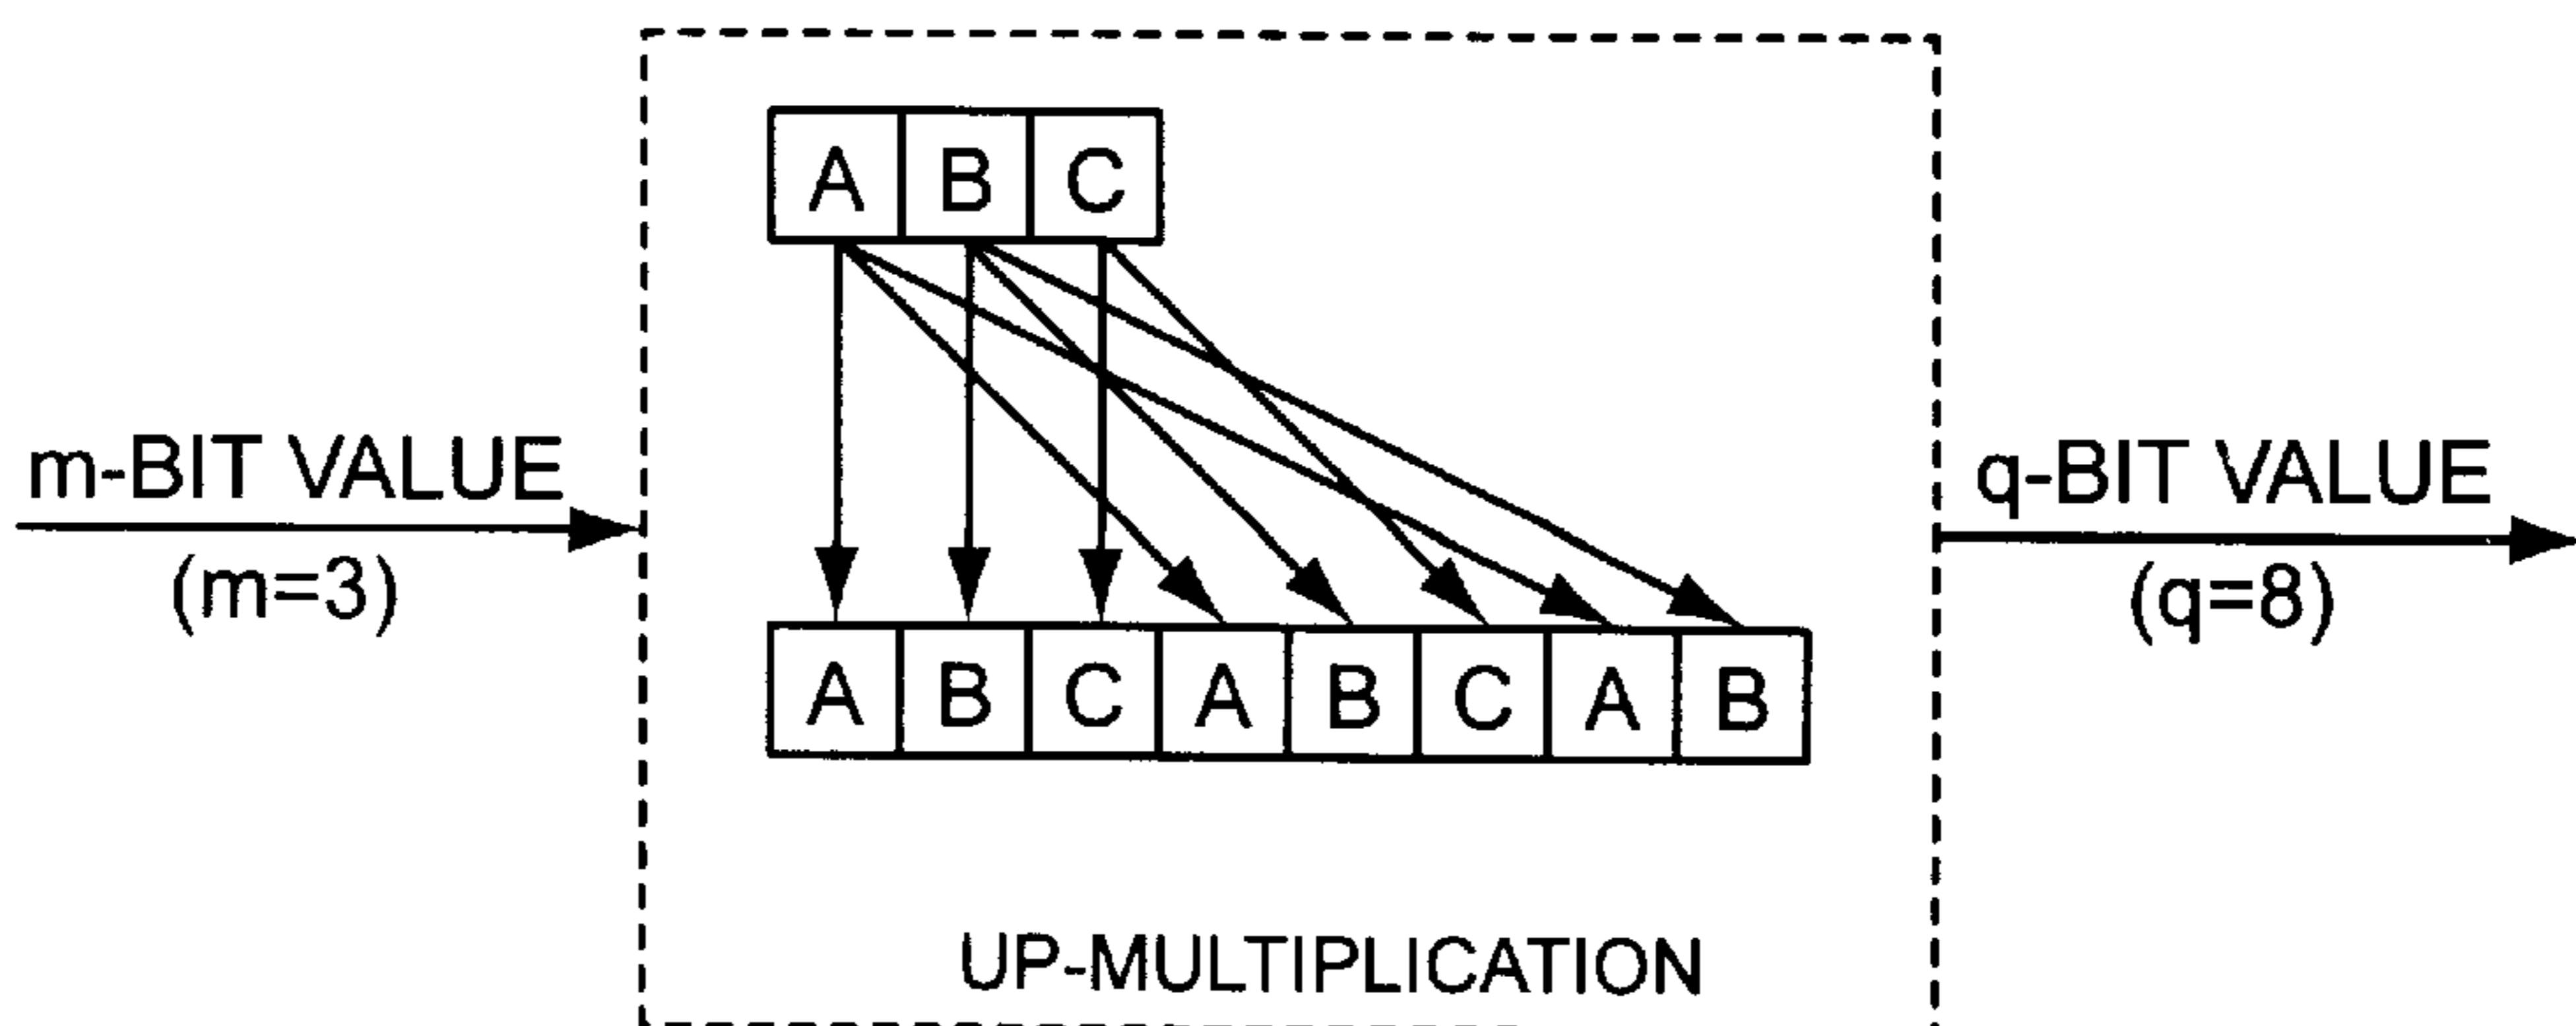 A B C
m-BIT VALUE
(m=3)
q-BIT VALUE
(q=8)
A B C A B C A B
UP-MULTIPLICATION